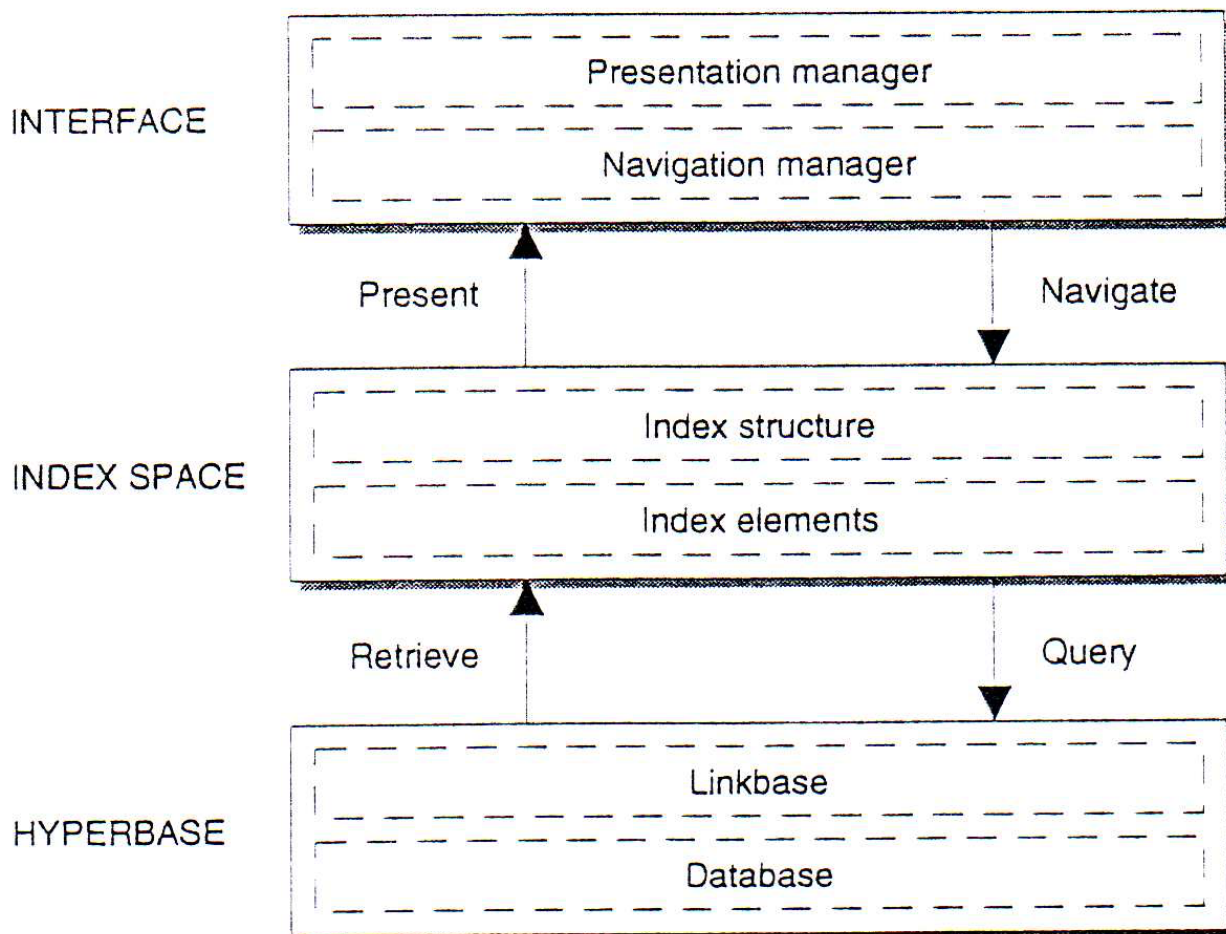 Presentation manager
INTERFACE
Navigation manager
Present
Navigate
Index structure
INDEX SPACE
Index elements
Retrieve
Query
Linkbase
HYPERBASE
Database